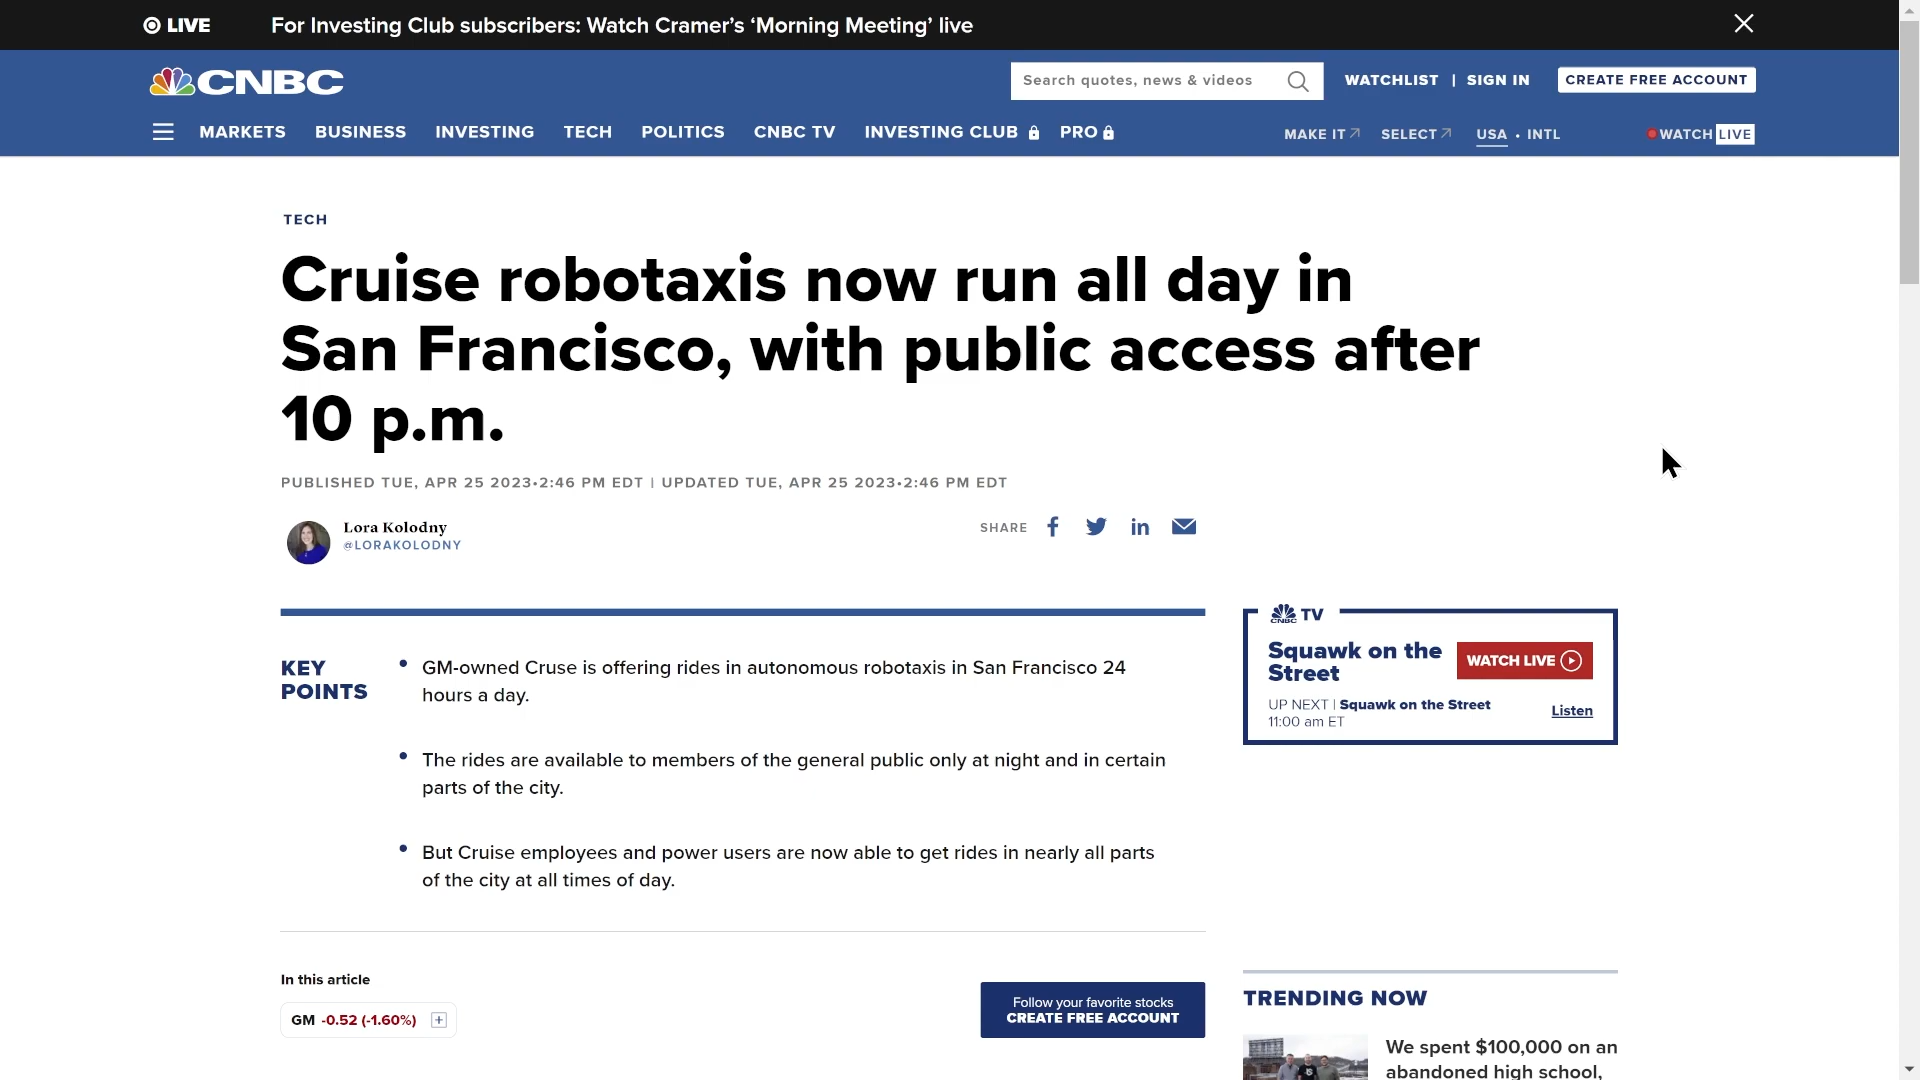 LIVE
For Investing Club subscribers: Watch Cramer’s ‘Morning Meeting’ live
CNBC
Search quotes, news & videos
WATCHLIST | SIGN IN
CREATE FREE ACCOUNT
MARKETS BUSINESS INVESTING TECH POLITICS CNBC TV INVESTING CLUB PRO
MAKE IT SELECT USA • INTL
WATCH LIVE
TECH
Cruise robotaxis now run all day in
San Francisco, with public access after
10 p.m.
PUBLISHED TUE, APR 25 2023•2:46 PM EDT | UPDATED TUE, APR 25 2023•2:46 PM EDT
Lora Kolodny
@LORAKOLODNY
SHARE
KEY
POINTS
• GM-owned Cruse is offering rides in autonomous robotaxis in San Francisco 24
hours a day.
• The rides are available to members of the general public only at night and in certain
parts of the city.
• But Cruise employees and power users are now able to get rides in nearly all parts
of the city at all times of day.
In this article
GM -0.52 (-1.60%) +
Follow your favorite stocks
CREATE FREE ACCOUNT
CNBC TV
Squawk on the
Street
WATCH LIVE
UP NEXT | Squawk on the Street
11:00 am ET
Listen
TRENDING NOW
We spent $100,000 on an
abandoned high school,